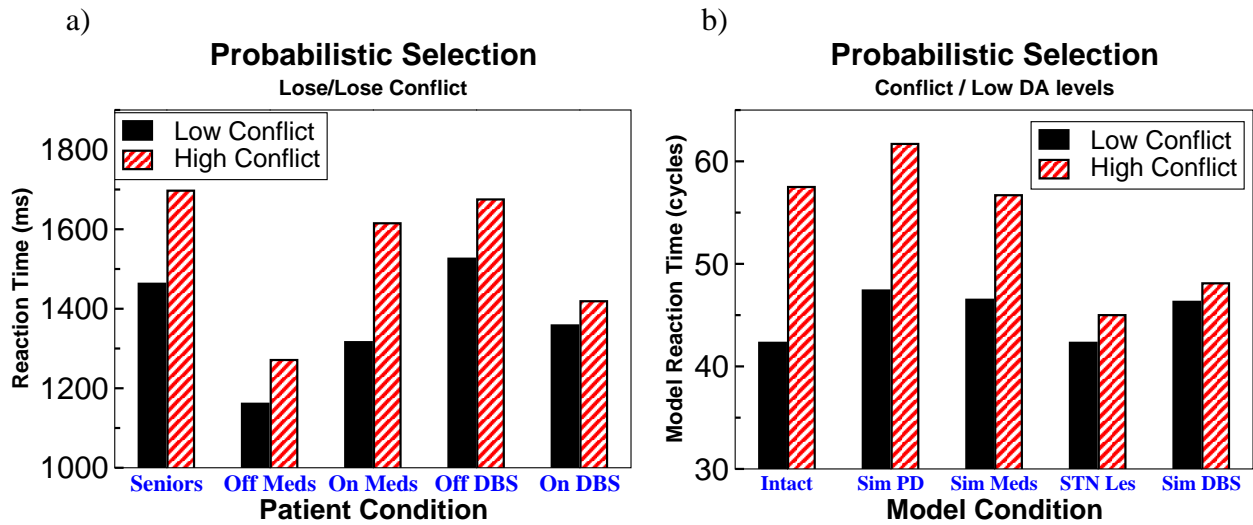 a)
Probabilistic Selection
Lose/Lose Conflict
Low Conflict
High Conflict
Reaction Time (ms)
1800
1600
1400
1200
1000
Seniors Off Meds On Meds Off DBS On DBS
Patient Condition
b)
Probabilistic Selection
Conflict / Low DA levels
Low Conflict
High Conflict
Model Reaction Time (cycles)
60
50
40
30
Intact Sim PD Sim Meds STN Les Sim DBS
Model Condition